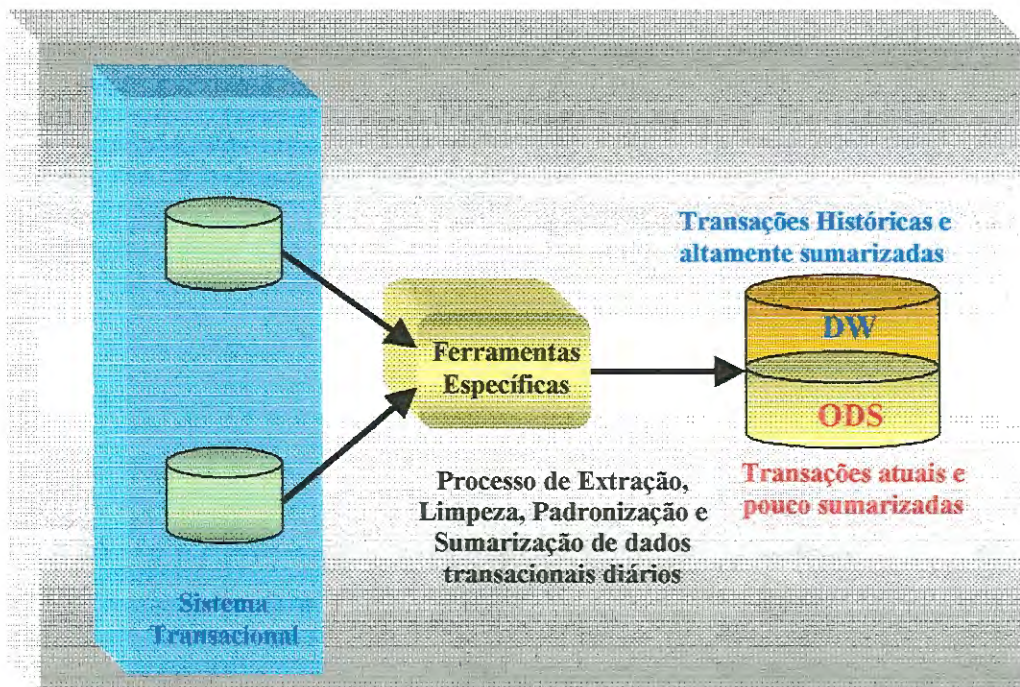 Sistema
Transacional
Ferramentas
Específicas
Processo de Extração,
Limpeza, Padronização e
Sumarização de dados
transacionais diários
Transações Históricas e
altamente sumarizadas
DW
ODS
Transações atuais e
pouco sumarizadas